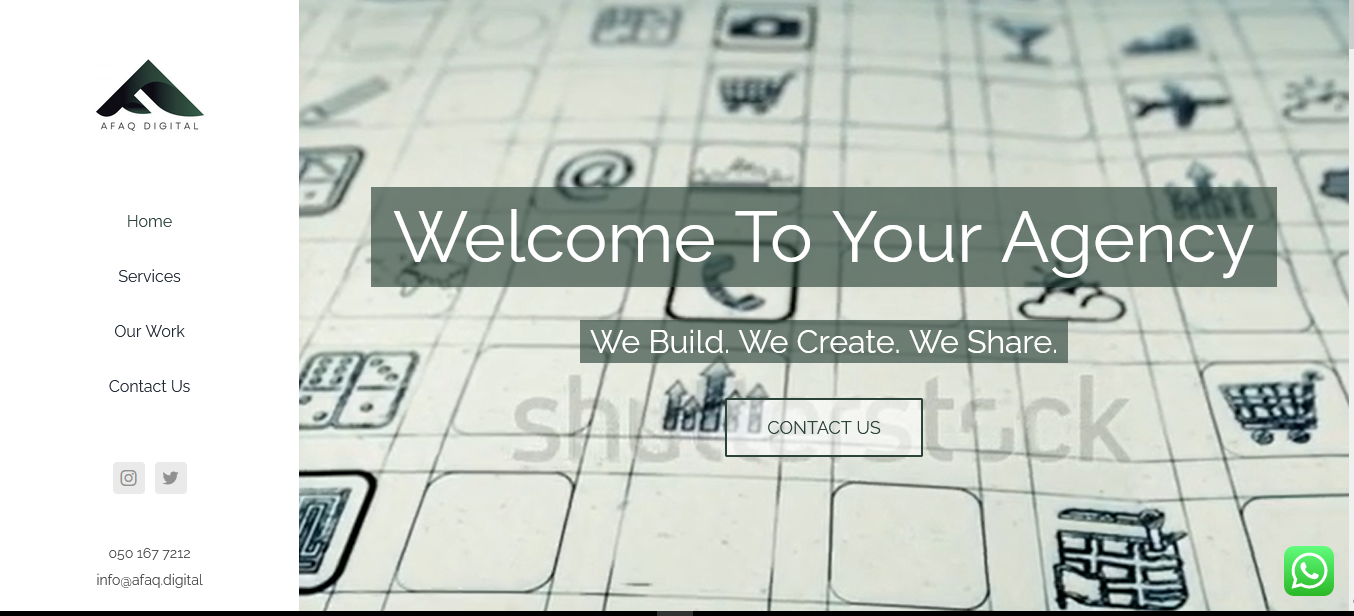 AFAQ DIGITAL
Home
Services
Our Work
Contact Us
050 167 7212
info@afaq.digital
@
Welcome To Your Agency
We Build. We Create. We Share.
shutterstock
CONTACT US